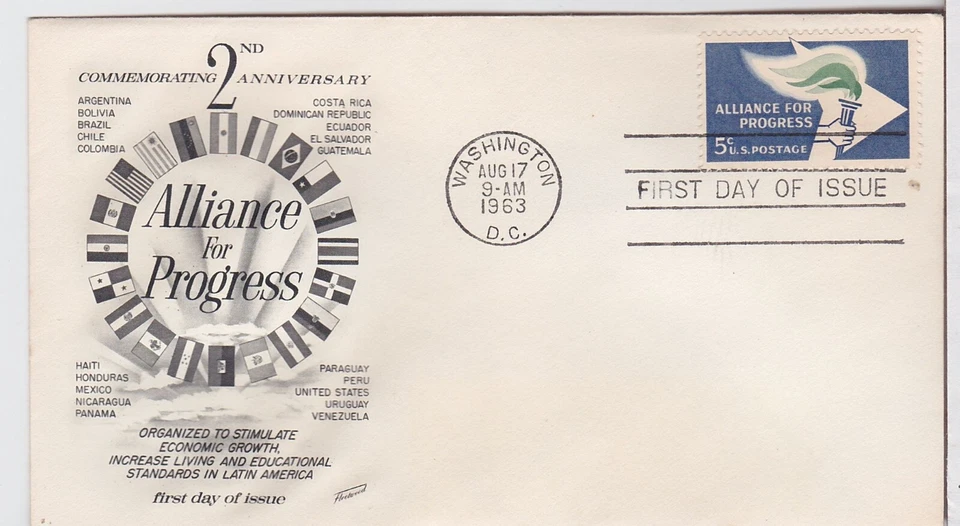 COMMEMORATING 2ND ANNIVERSARY
ARGENTINA
BOLIVIA
BRAZIL
CHILE
COLOMBIA
COSTA RICA
DOMINICAN REPUBLIC
ECUADOR
EL SALVADOR
GUATEMALA
Alliance
For
Progress
HAITI
HONDURAS
MEXICO
NICARAGUA
PANAMA
PARAGUAY
PERU
UNITED STATES
URUGUAY
VENEZUELA
ORGANIZED TO STIMULATE
ECONOMIC GROWTH,
INCREASE LIVING AND EDUCATIONAL
STANDARDS IN LATIN AMERICA
first day of issue
Fleetwood
WASHINGTON
AUG 17
9-AM
1963
D.C.
ALLIANCE FOR
PROGRESS
5c U.S. POSTAGE
FIRST DAY OF ISSUE